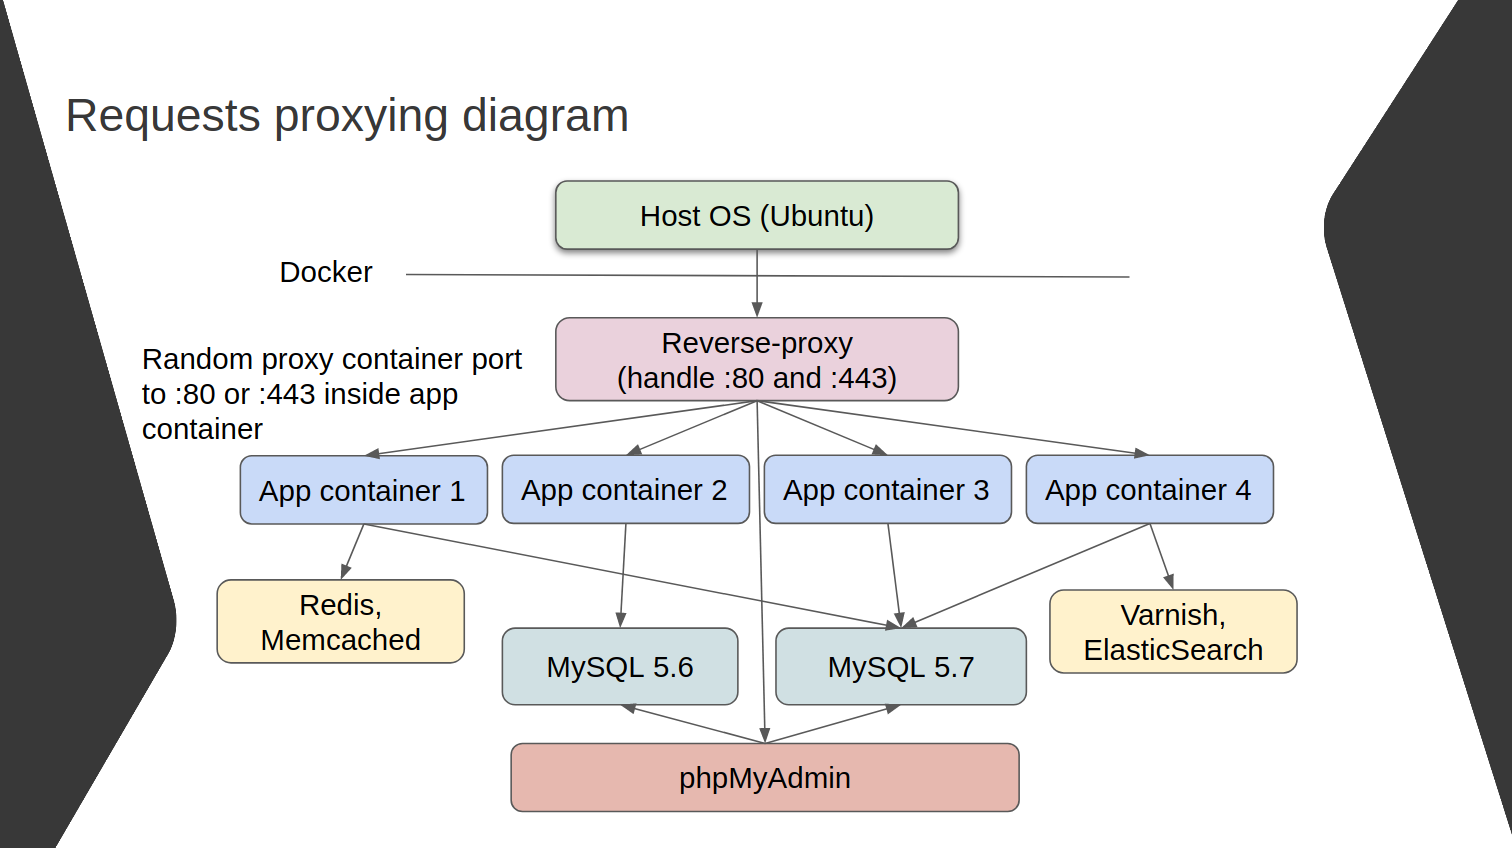 Requests proxying diagram
Host OS (Ubuntu)
Docker
Reverse-proxy
(handle :80 and :443)
Random proxy container port
to :80 or :443 inside app
container
App container 1
App container 2
App container 3
App container 4
Redis,
Memcached
MySQL 5.6
MySQL 5.7
Varnish,
ElasticSearch
phpMyAdmin